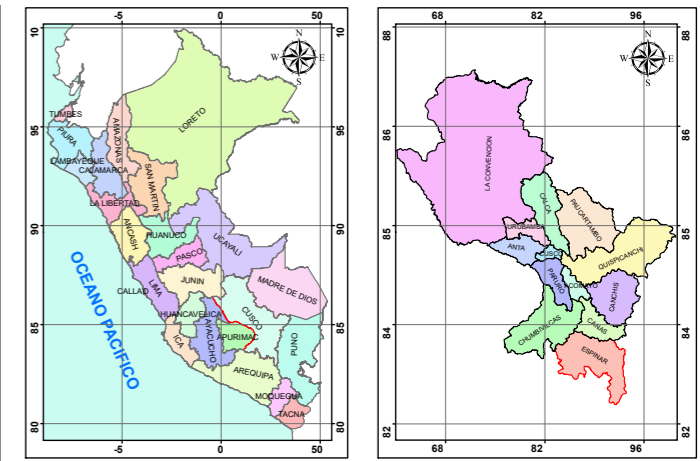 -5 0 50
10
95
90
85
80
N
W E
S
TUMBES
PIURA
LAMBAYEQUE
CAJAMARCA
AMAZONAS
LORETO
SAN MARTIN
LA LIBERTAD
ANCASH
HUANUCO
UCAYALI
PASCO
JUNIN
LIMA
CALLAO
MADRE DE DIOS
HUANCAVELICA
CUSCO
AYACUCHO
APURIMAC
ICA
PUNO
AREQUIPA
MOQUEGUA
TACNA
OCEANO PACIFICO
10
95
90
85
80
-5 0 50
68 82 96
88
86
85
84
82
N
W E
S
LA CONVENCION
CALCA
PAUCARTAMBO
URUBAMBA
ANTA
CUSCO
QUISPICANCHI
PARURO
ACOMAYO
CANCHIS
CHUMBIVILCAS
CANAS
ESPINAR
88
86
85
84
82
68 82 96